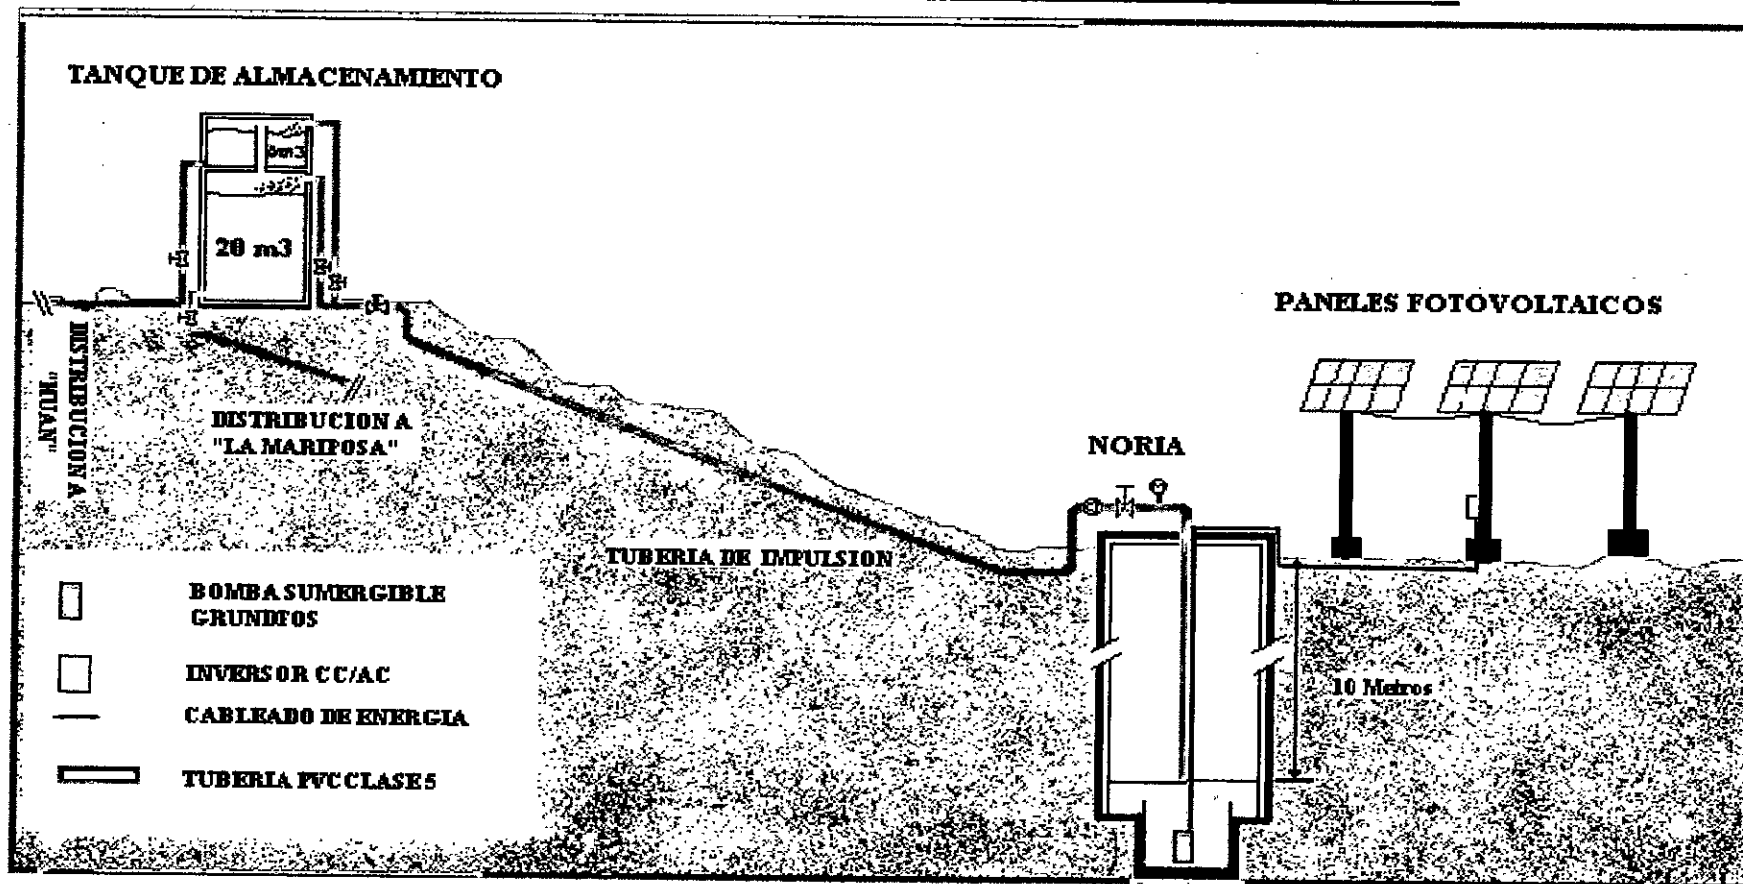 TANQUE DE ALMACENAMIENTO
20 m3
PANELES FOTOVOLTAICOS
DISTRIBUCION A
DISTRIBUCION A
"LA MARIPOSA"
NORIA
TUBERIA DE IMPULSION
BOMBA SUMERGIBLE
GRUNDFOS
INVERSOR CC/AC
CABLEADO DE ENERGIA
TUBERIA PVC CLASE 5
10 Metros